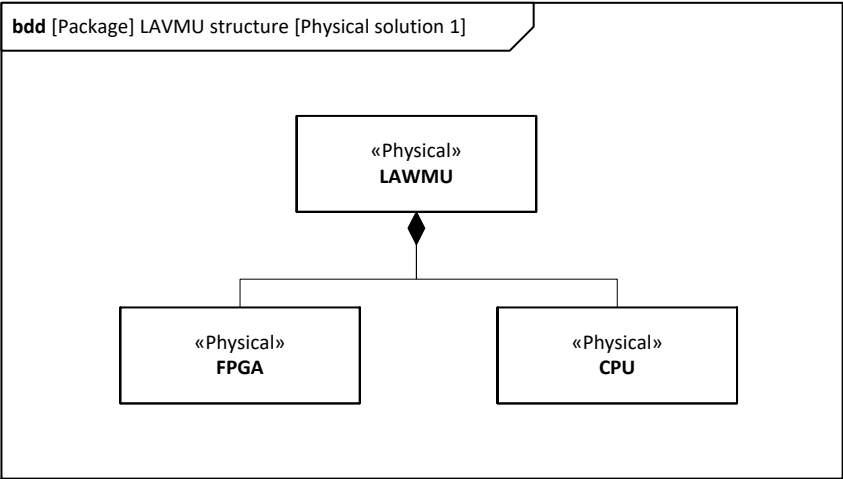 bdd [Package] LAVMU structure [Physical solution 1]
«Physical»
LAWMU
«Physical»
FPGA
«Physical»
CPU